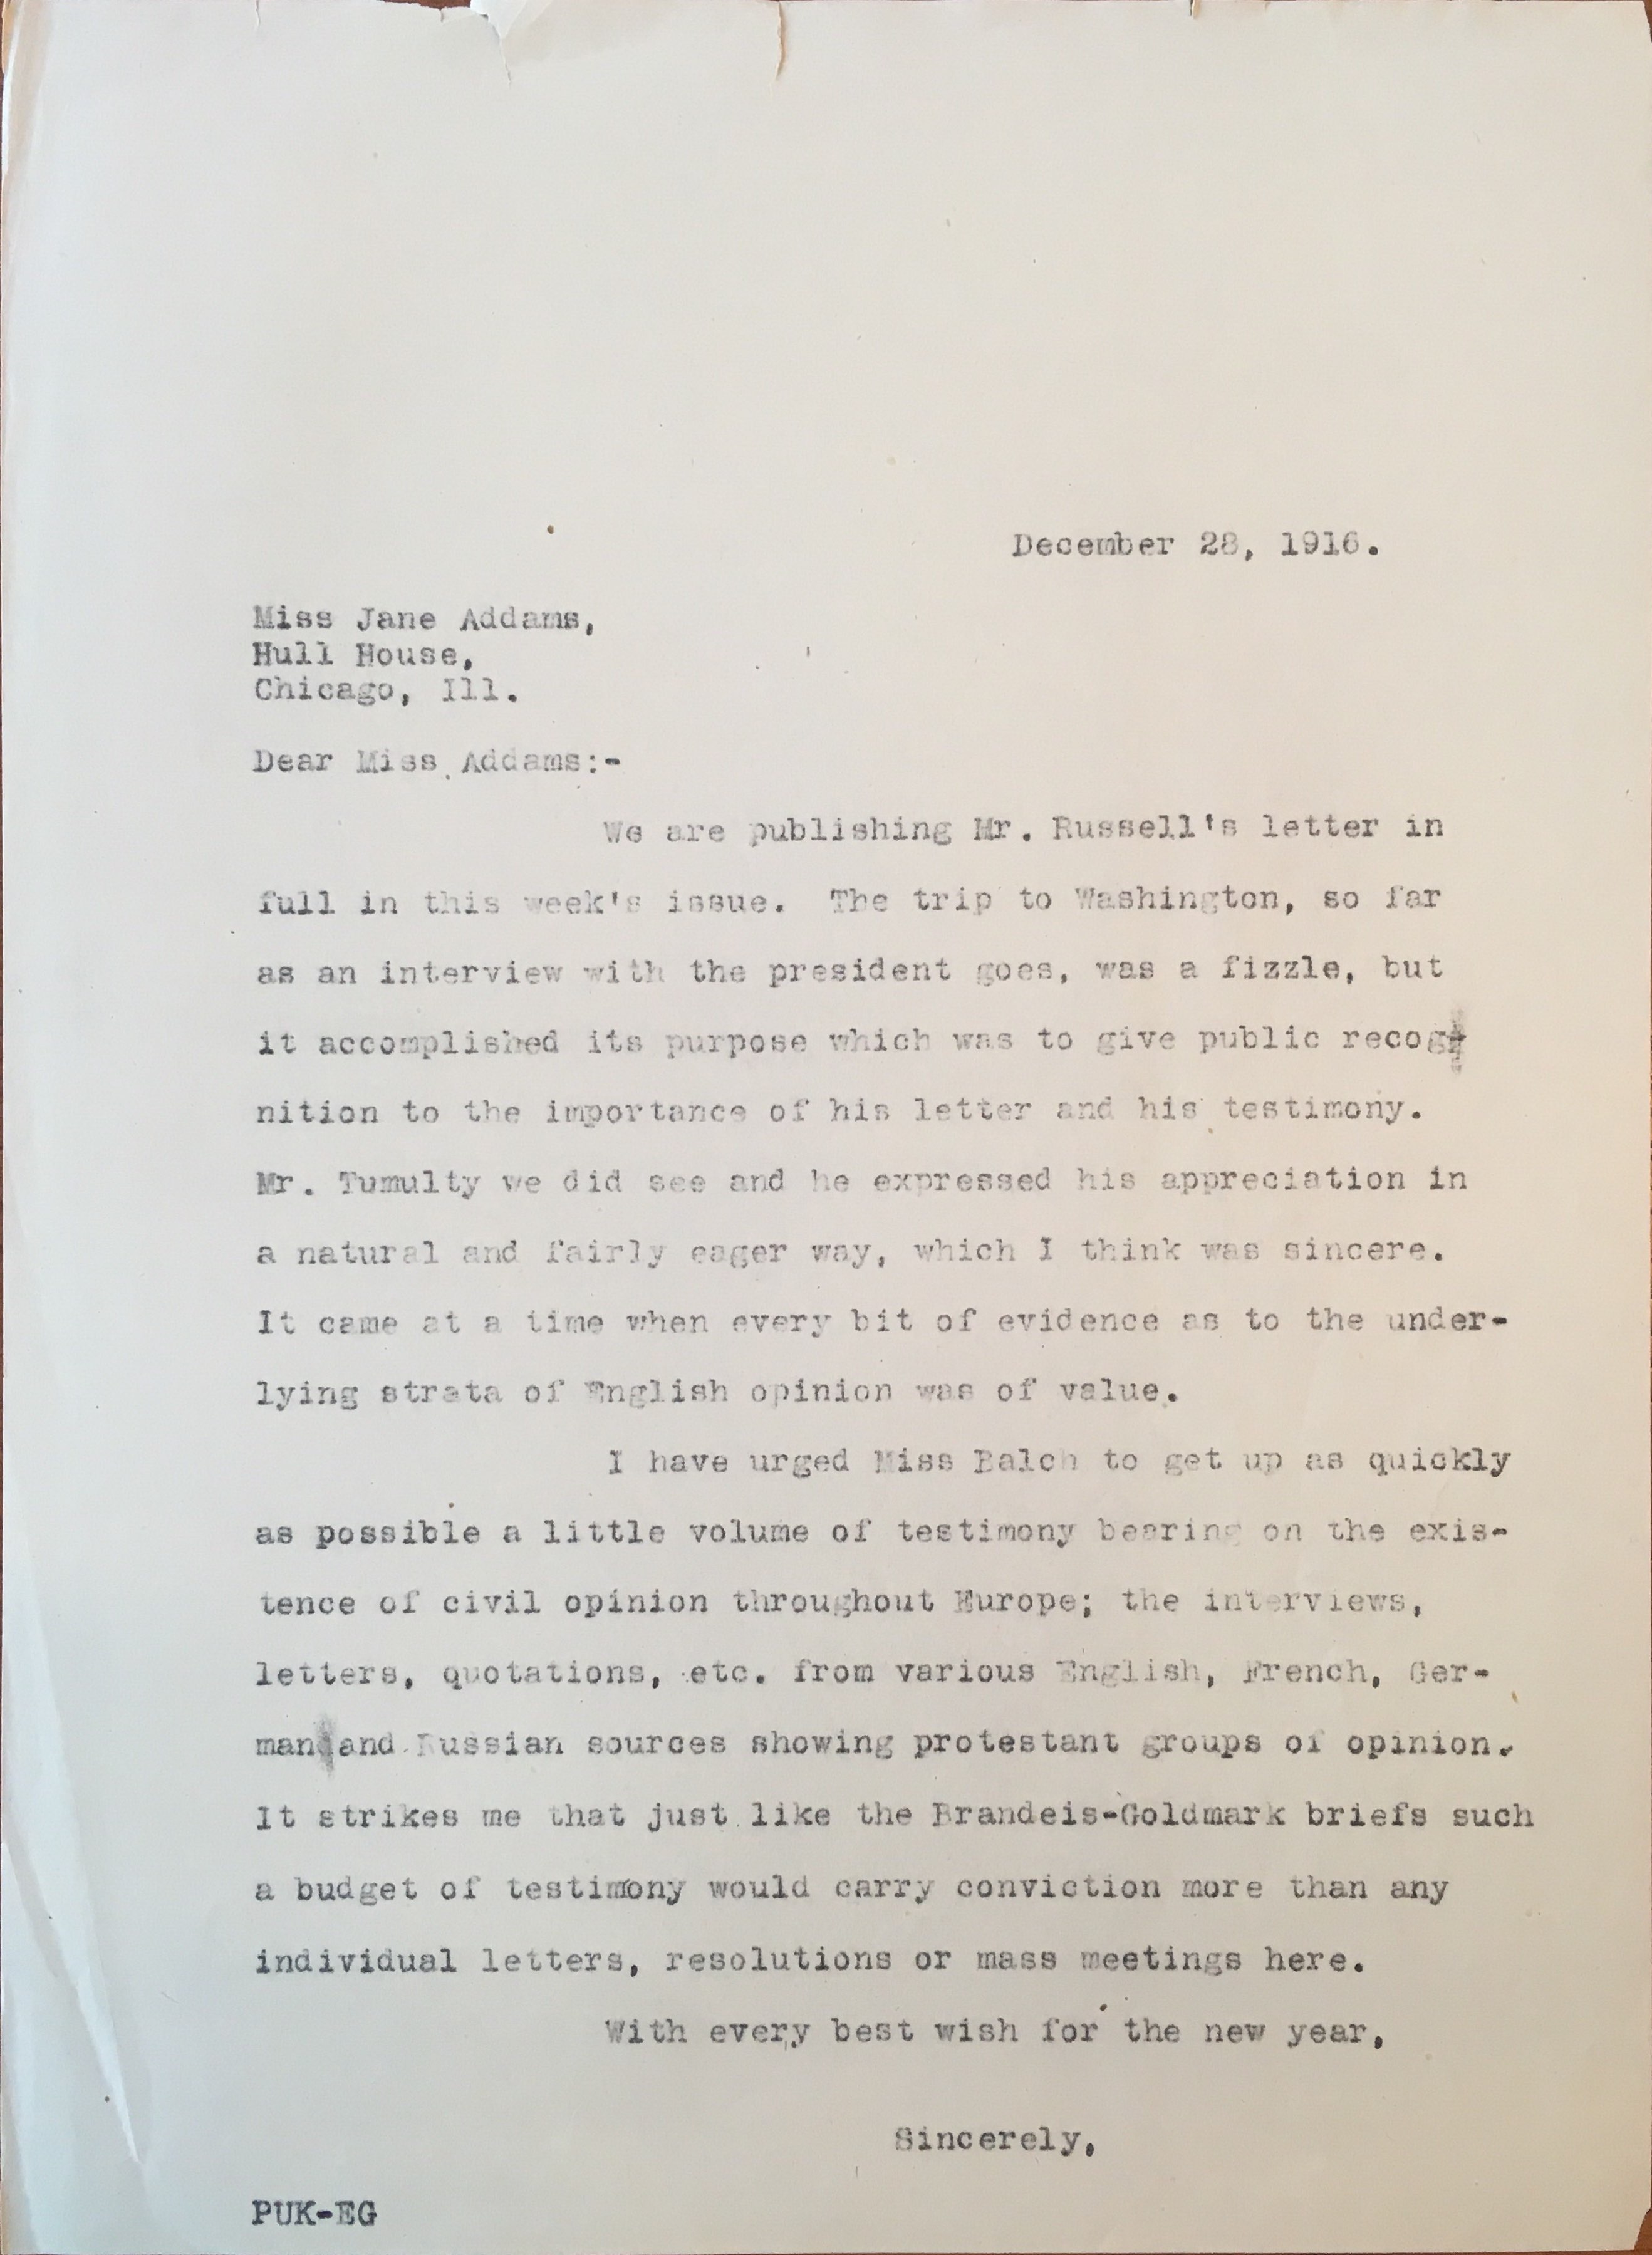 December 28, 1916.
Miss Jane Addams,
Hull House,
Chicago, Ill.
Dear Miss Addams:-
We are publishing Mr. Russell's letter in
full in this week's issue. The trip to Washington, so far
as an interview with the president goes, was a fizzle, but
it accomplished its purpose which was to give public recog-
nition to the importance of his letter and his testimony.
Mr. Tumulty we did see and he expressed his appreciation in
a natural and fairly eager way, which I think was sincere.
It came at a time when every bit of evidence as to the under-
lying strata of English opinion was of value.
I have urged Miss Balch to get up as quickly
as possible a little volume of testimony bearing on the exis-
tence of civil opinion throughout Europe; the interviews,
letters, quotations, etc. from various English, French, Ger-
man and Russian sources showing protestant groups of opinion.
It strikes me that just like the Brandeis-Goldmark briefs such
a budget of testimony would carry conviction more than any
individual letters, resolutions or mass meetings here.
With every best wish for the new year,
Sincerely,
PUK-EG